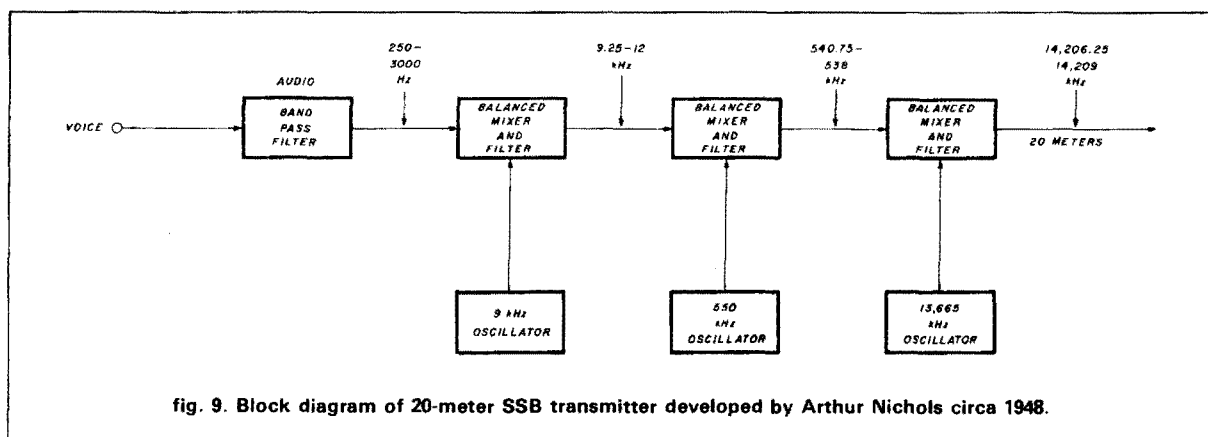 250-
3000
Hz
9.25-12
kHz
540.75-
538
kHz
14,206.25
14,209
kHz
AUDIO
VOICE
BAND
PASS
FILTER
BALANCED
MIXER
AND
FILTER
BALANCED
MIXER
AND
FILTER
BALANCED
MIXER
AND
FILTER
20 METERS
9 kHz
OSCILLATOR
550
kHz
OSCILLATOR
13,665
kHz
OSCILLATOR
fig. 9. Block diagram of 20-meter SSB transmitter developed by Arthur Nichols circa 1948.